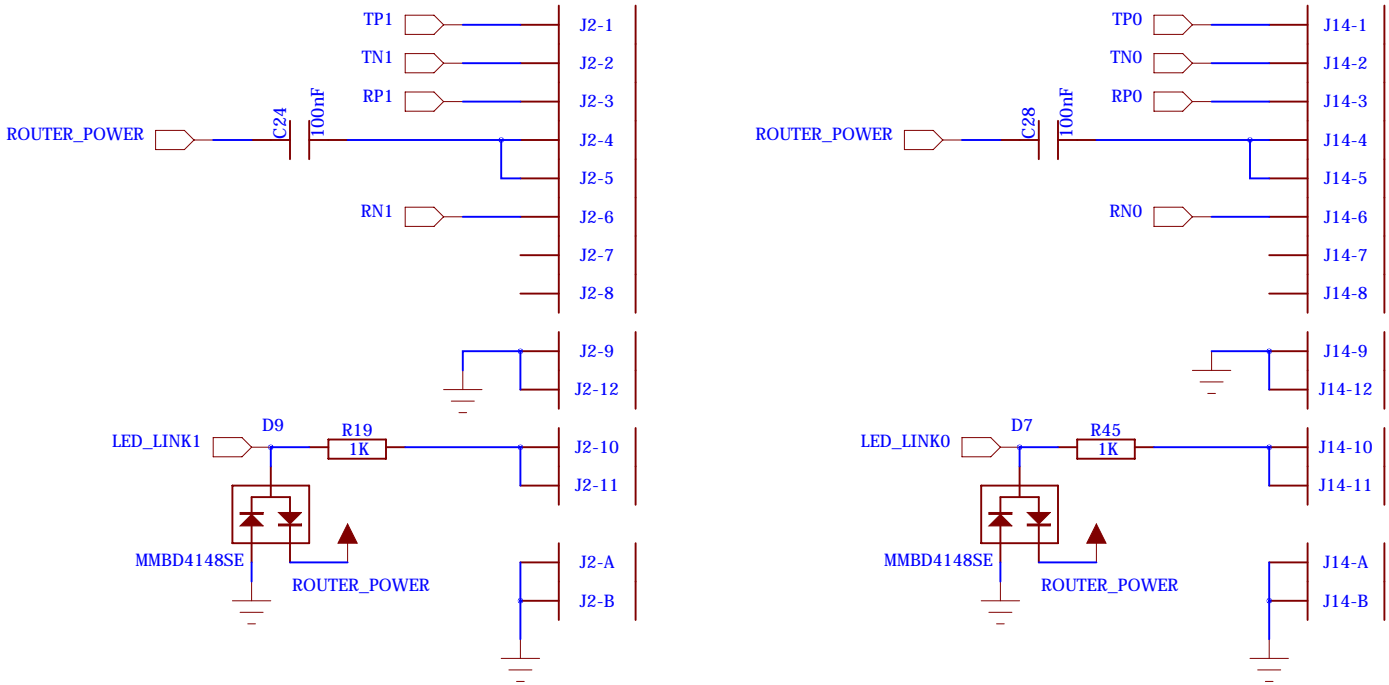 TP1
J2-1
TN1
J2-2
RP1
J2-3
ROUTER_POWER
C24
100nF
J2-4
J2-5
RN1
J2-6
J2-7
J2-8
J2-9
J2-12
LED_LINK1
D9
R19
1K
J2-10
J2-11
MMBD4148SE
ROUTER_POWER
J2-A
J2-B
TP0
J14-1
TN0
J14-2
RP0
J14-3
ROUTER_POWER
C28
100nF
J14-4
J14-5
RN0
J14-6
J14-7
J14-8
J14-9
J14-12
LED_LINK0
D7
R45
1K
J14-10
J14-11
MMBD4148SE
ROUTER_POWER
J14-A
J14-B